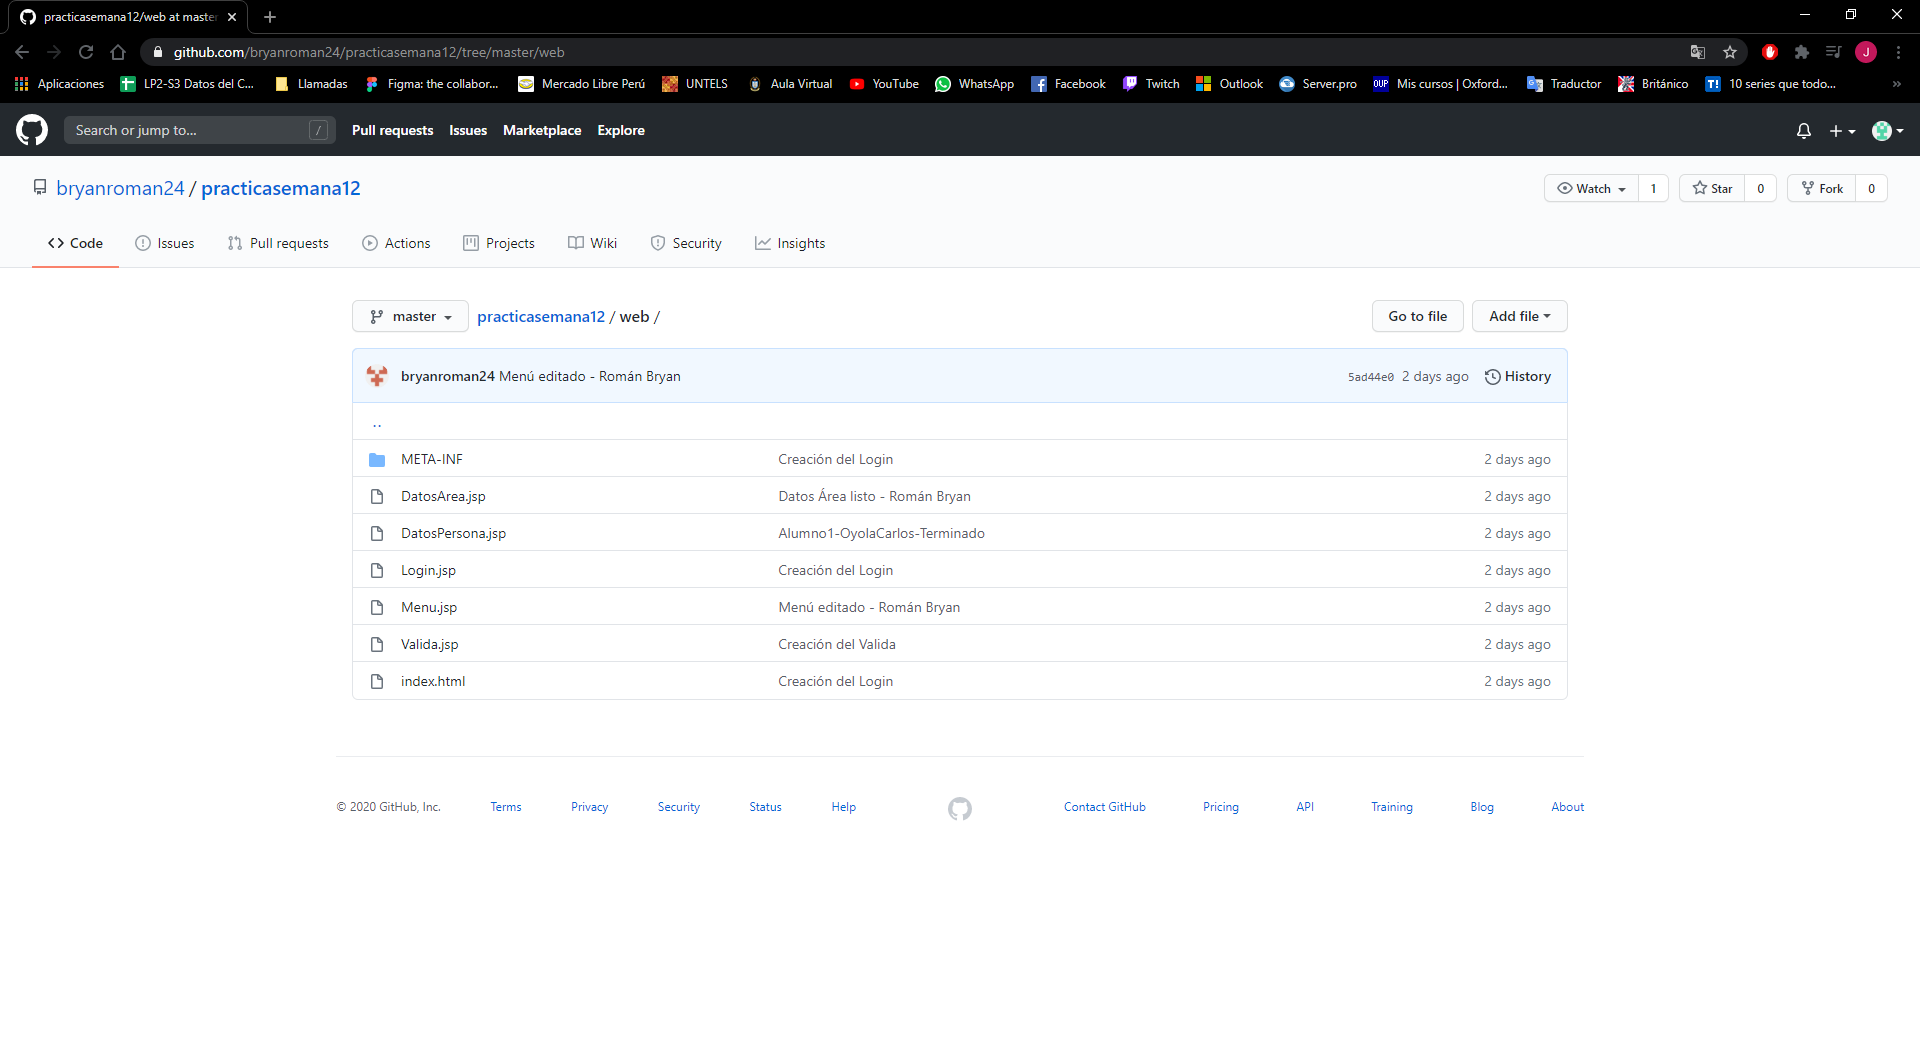 practicasemana12/web at master
github.com/bryanroman24/practicasemana12/tree/master/web
J
Aplicaciones LP2-S3 Datos del C... Llamadas Figma: the collabor... Mercado Libre Perú UNTELS Aula Virtual YouTube WhatsApp Facebook Twitch Outlook Server.pro OUP Mis cursos | Oxford... Traductor Británico T! 10 series que todo... »
Search or jump to... / Pull requests Issues Marketplace Explore
bryanroman24 / practicasemana12 Watch 1 Star 0 Fork 0
Code Issues Pull requests Actions Projects Wiki Security Insights
master practicasemana12 / web / Go to file Add file
bryanroman24 Menú editado - Román Bryan 5ad44e0 2 days ago History
..
META-INF Creación del Login 2 days ago
DatosArea.jsp Datos Área listo - Román Bryan 2 days ago
DatosPersona.jsp Alumno1-OyolaCarlos-Terminado 2 days ago
Login.jsp Creación del Login 2 days ago
Menu.jsp Menú editado - Román Bryan 2 days ago
Valida.jsp Creación del Valida 2 days ago
index.html Creación del Login 2 days ago
© 2020 GitHub, Inc. Terms Privacy Security Status Help Contact GitHub Pricing API Training Blog About